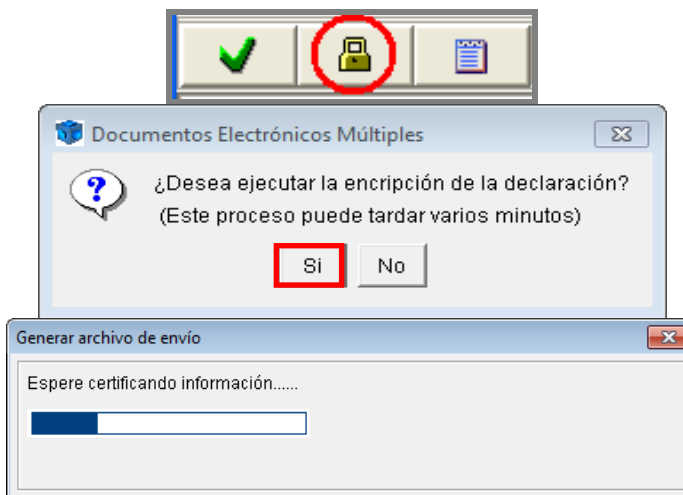 Documentos Electrónicos Múltiples
¿Desea ejecutar la encripción de la declaración?
(Este proceso puede tardar varios minutos)
Si No
Generar archivo de envío
Espere certificando información......